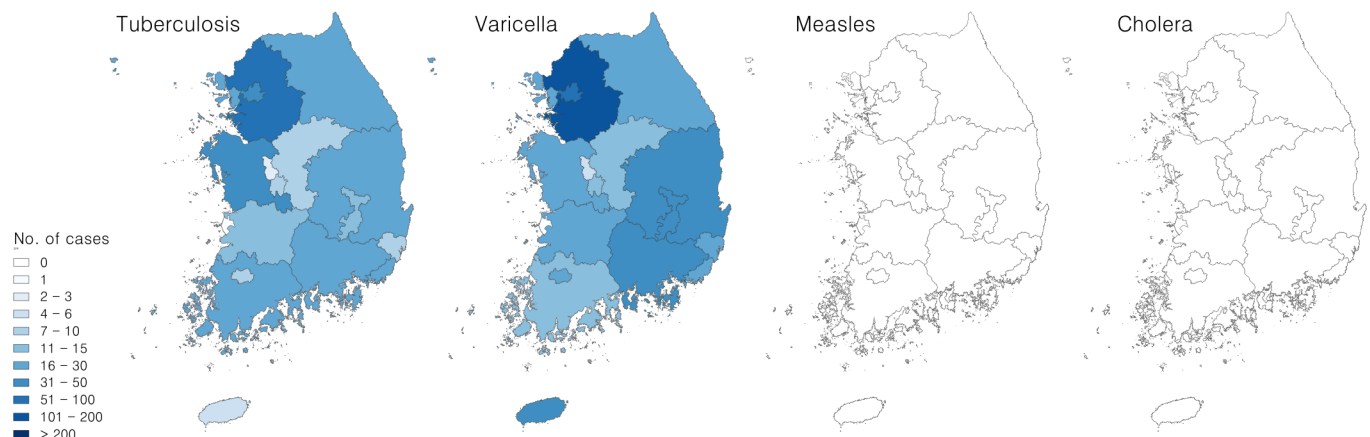 Tuberculosis
Varicella
Measles
Cholera
No. of cases
0
1
2 – 3
4 – 6
7 – 10
11 – 15
16 – 30
31 – 50
51 – 100
101 – 200
> 200